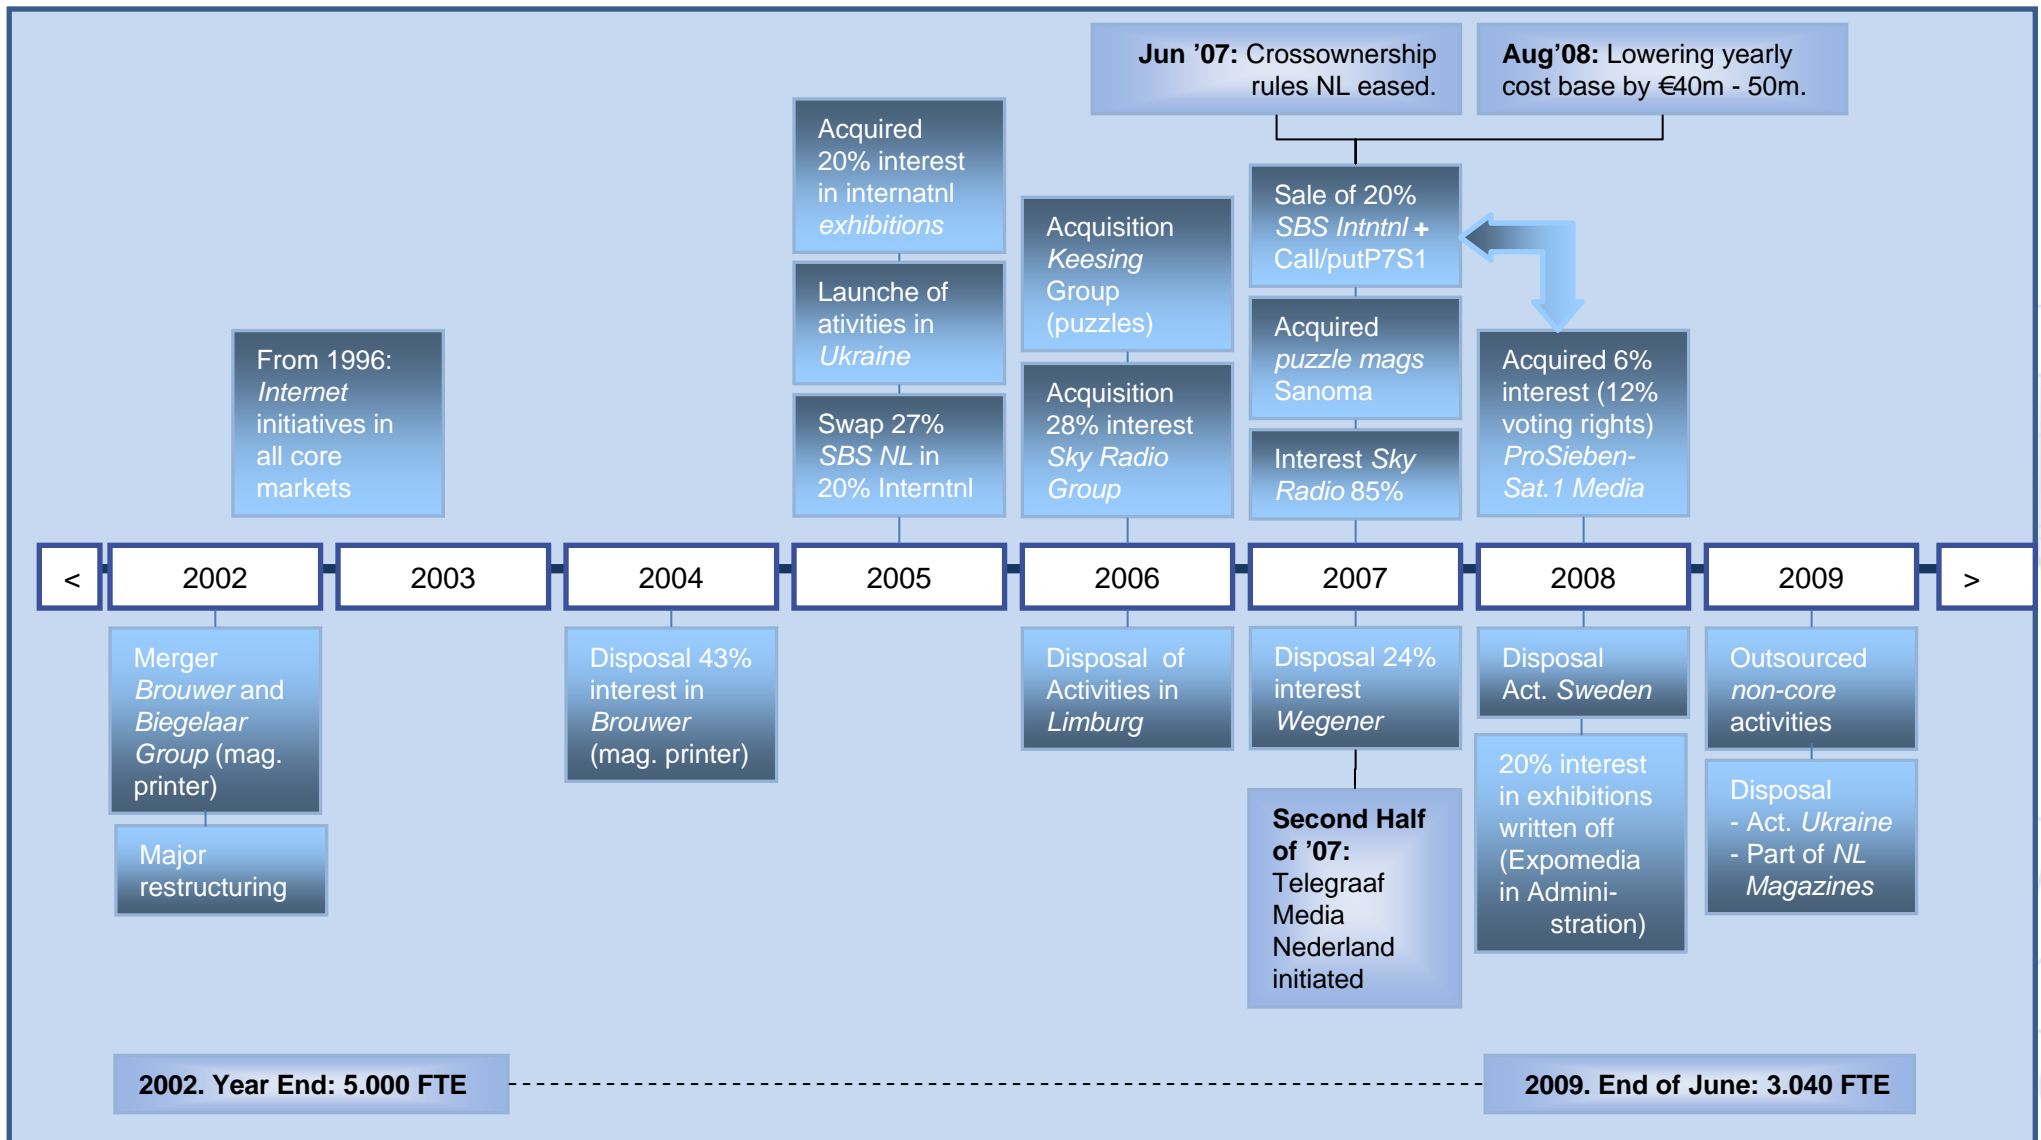 Jun ’07: Crossownership
rules NL eased.
Aug’08: Lowering yearly
cost base by €40m - 50m.
Acquired
20% interest
in internatnl
exhibitions
Launche of
ativities in
Ukraine
Swap 27%
SBS NL in
20% Interntnl
Acquisition
Keesing
Group
(puzzles)
Acquisition
28% interest
Sky Radio
Group
Sale of 20%
SBS Intntnl +
Call/putP7S1
Acquired
puzzle mags
Sanoma
Interest Sky
Radio 85%
From 1996:
Internet
initiatives in
all core
markets
Acquired 6%
interest (12%
voting rights)
ProSieben-
Sat.1 Media
< 2002 2003 2004 2005 2006 2007 2008 2009 >
Merger
Brouwer and
Biegelaar
Group (mag.
printer)
Major
restructuring
Disposal 43%
interest in
Brouwer
(mag. printer)
Disposal of
Activities in
Limburg
Disposal 24%
interest
Wegener
Second Half
of ’07:
Telegraaf
Media
Nederland
initiated
Disposal
Act. Sweden
20% interest
in exhibitions
written off
(Expomedia
in Admini-
stration)
Outsourced
non-core
activities
Disposal
- Act. Ukraine
- Part of NL
Magazines
2002. Year End: 5.000 FTE
2009. End of June: 3.040 FTE